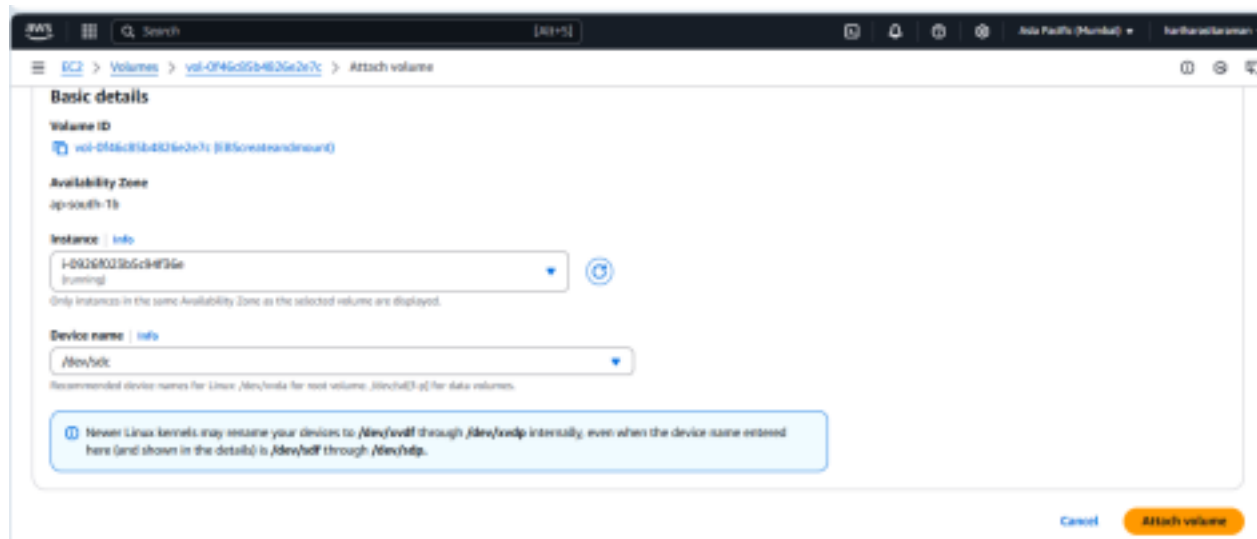 aws Search [Alt+S] Asia Pacific (Mumbai)
EC2 > Volumes > > Attach volume
Basic details
Volume ID
(EBScreateandmount)
Availability Zone
ap-south-1b
Instance | Info
(running)
Only instances in the same Availability Zone as the selected volume are displayed.
Device name | Info
/dev/sdc
Recommended device names for Linux: /dev/xvda for root volume. /dev/sd[f-p] for data volumes.
Newer Linux kernels may rename your devices to /dev/xvdf through /dev/xvdp internally, even when the device name entered
here (and shown in the details) is /dev/sdf through /dev/sdp.
Cancel Attach volume